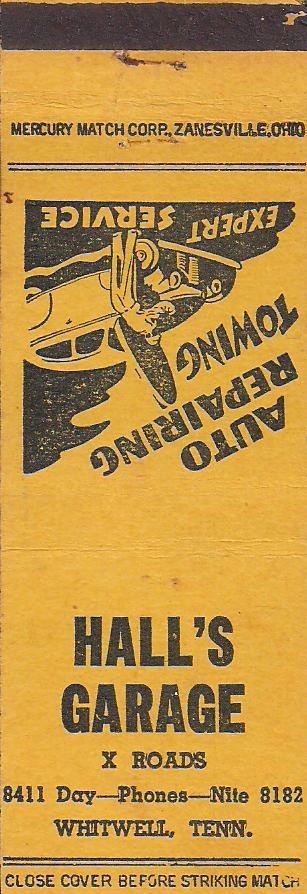 MERCURY MATCH CORP., ZANESVILLE, OHIO
AUTO
REPAIRING
TOWING
EXPERT SERVICE
HALL'S
GARAGE
X ROADS
8411 Day—Phones—Nite 8182
WHITWELL, TENN.
CLOSE COVER BEFORE STRIKING MATCH